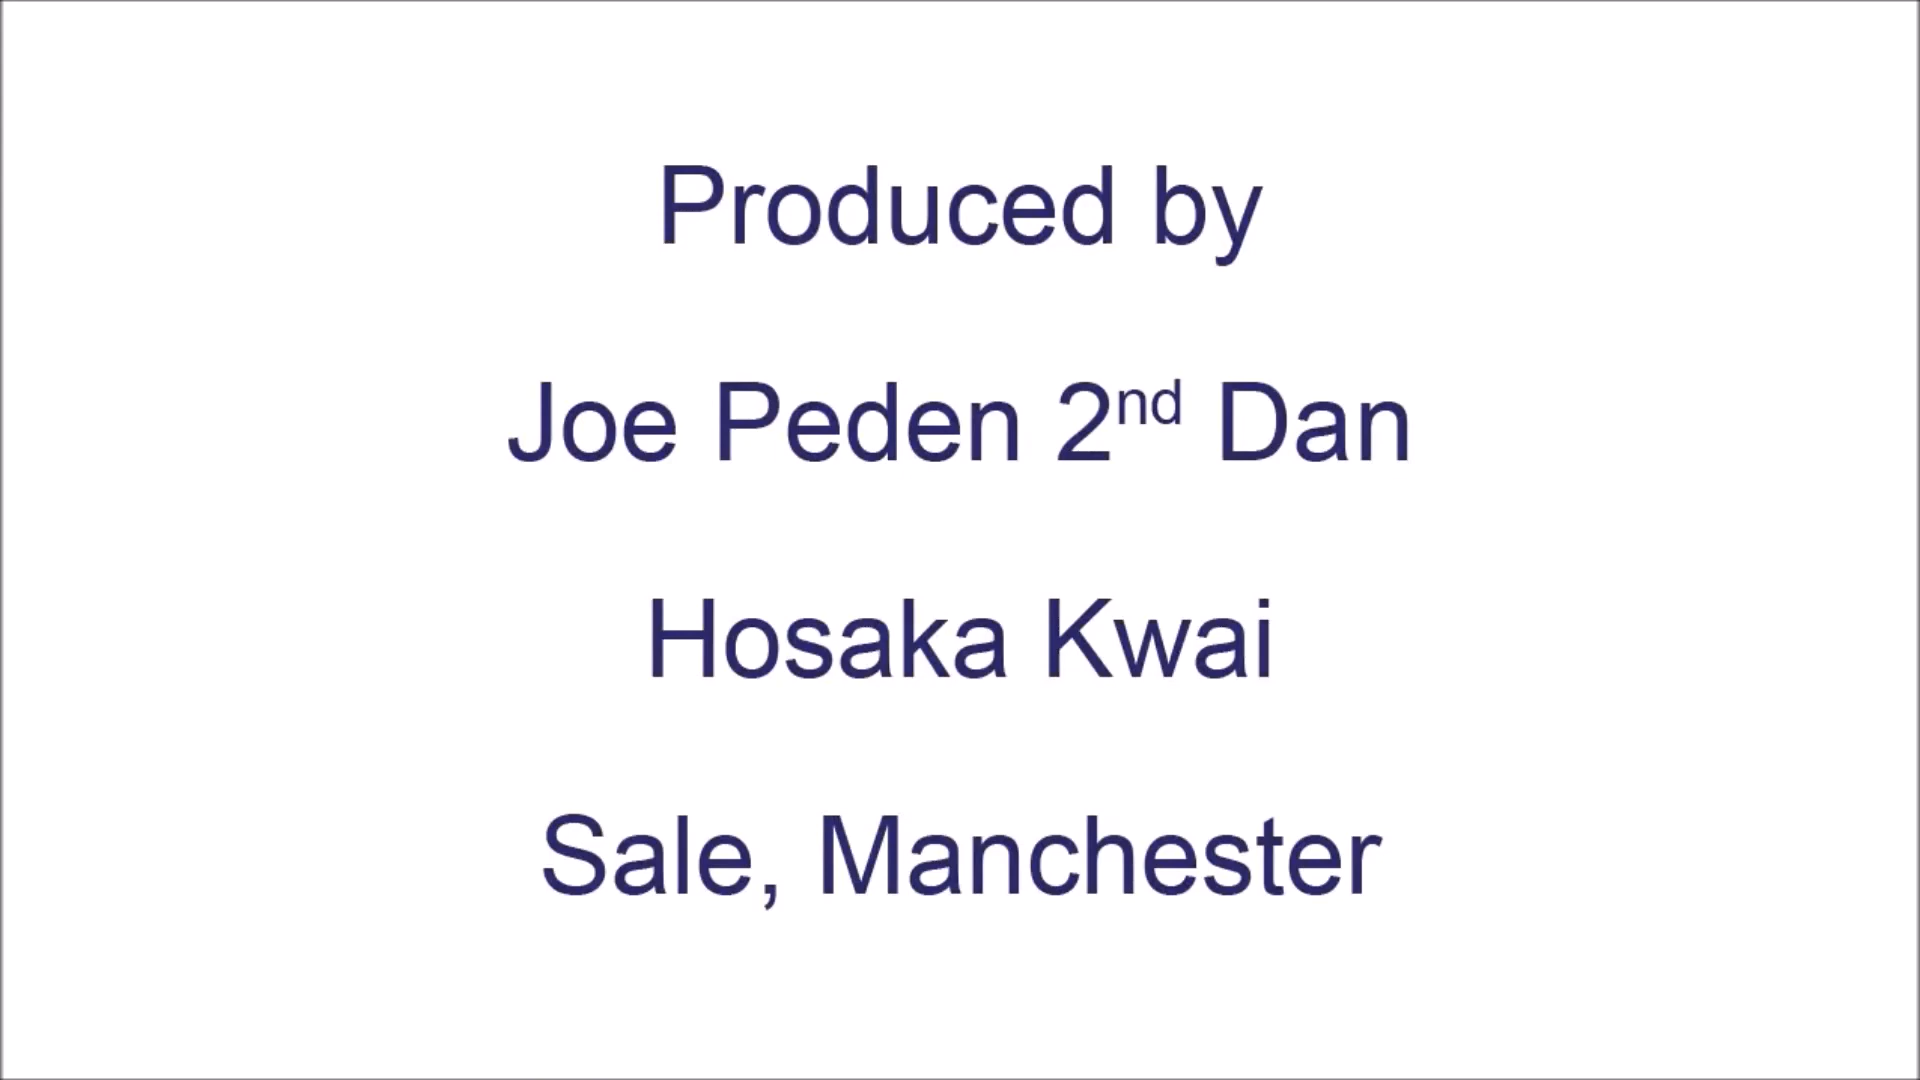 Produced by
Joe Peden 2nd Dan
Hosaka Kwai
Sale, Manchester